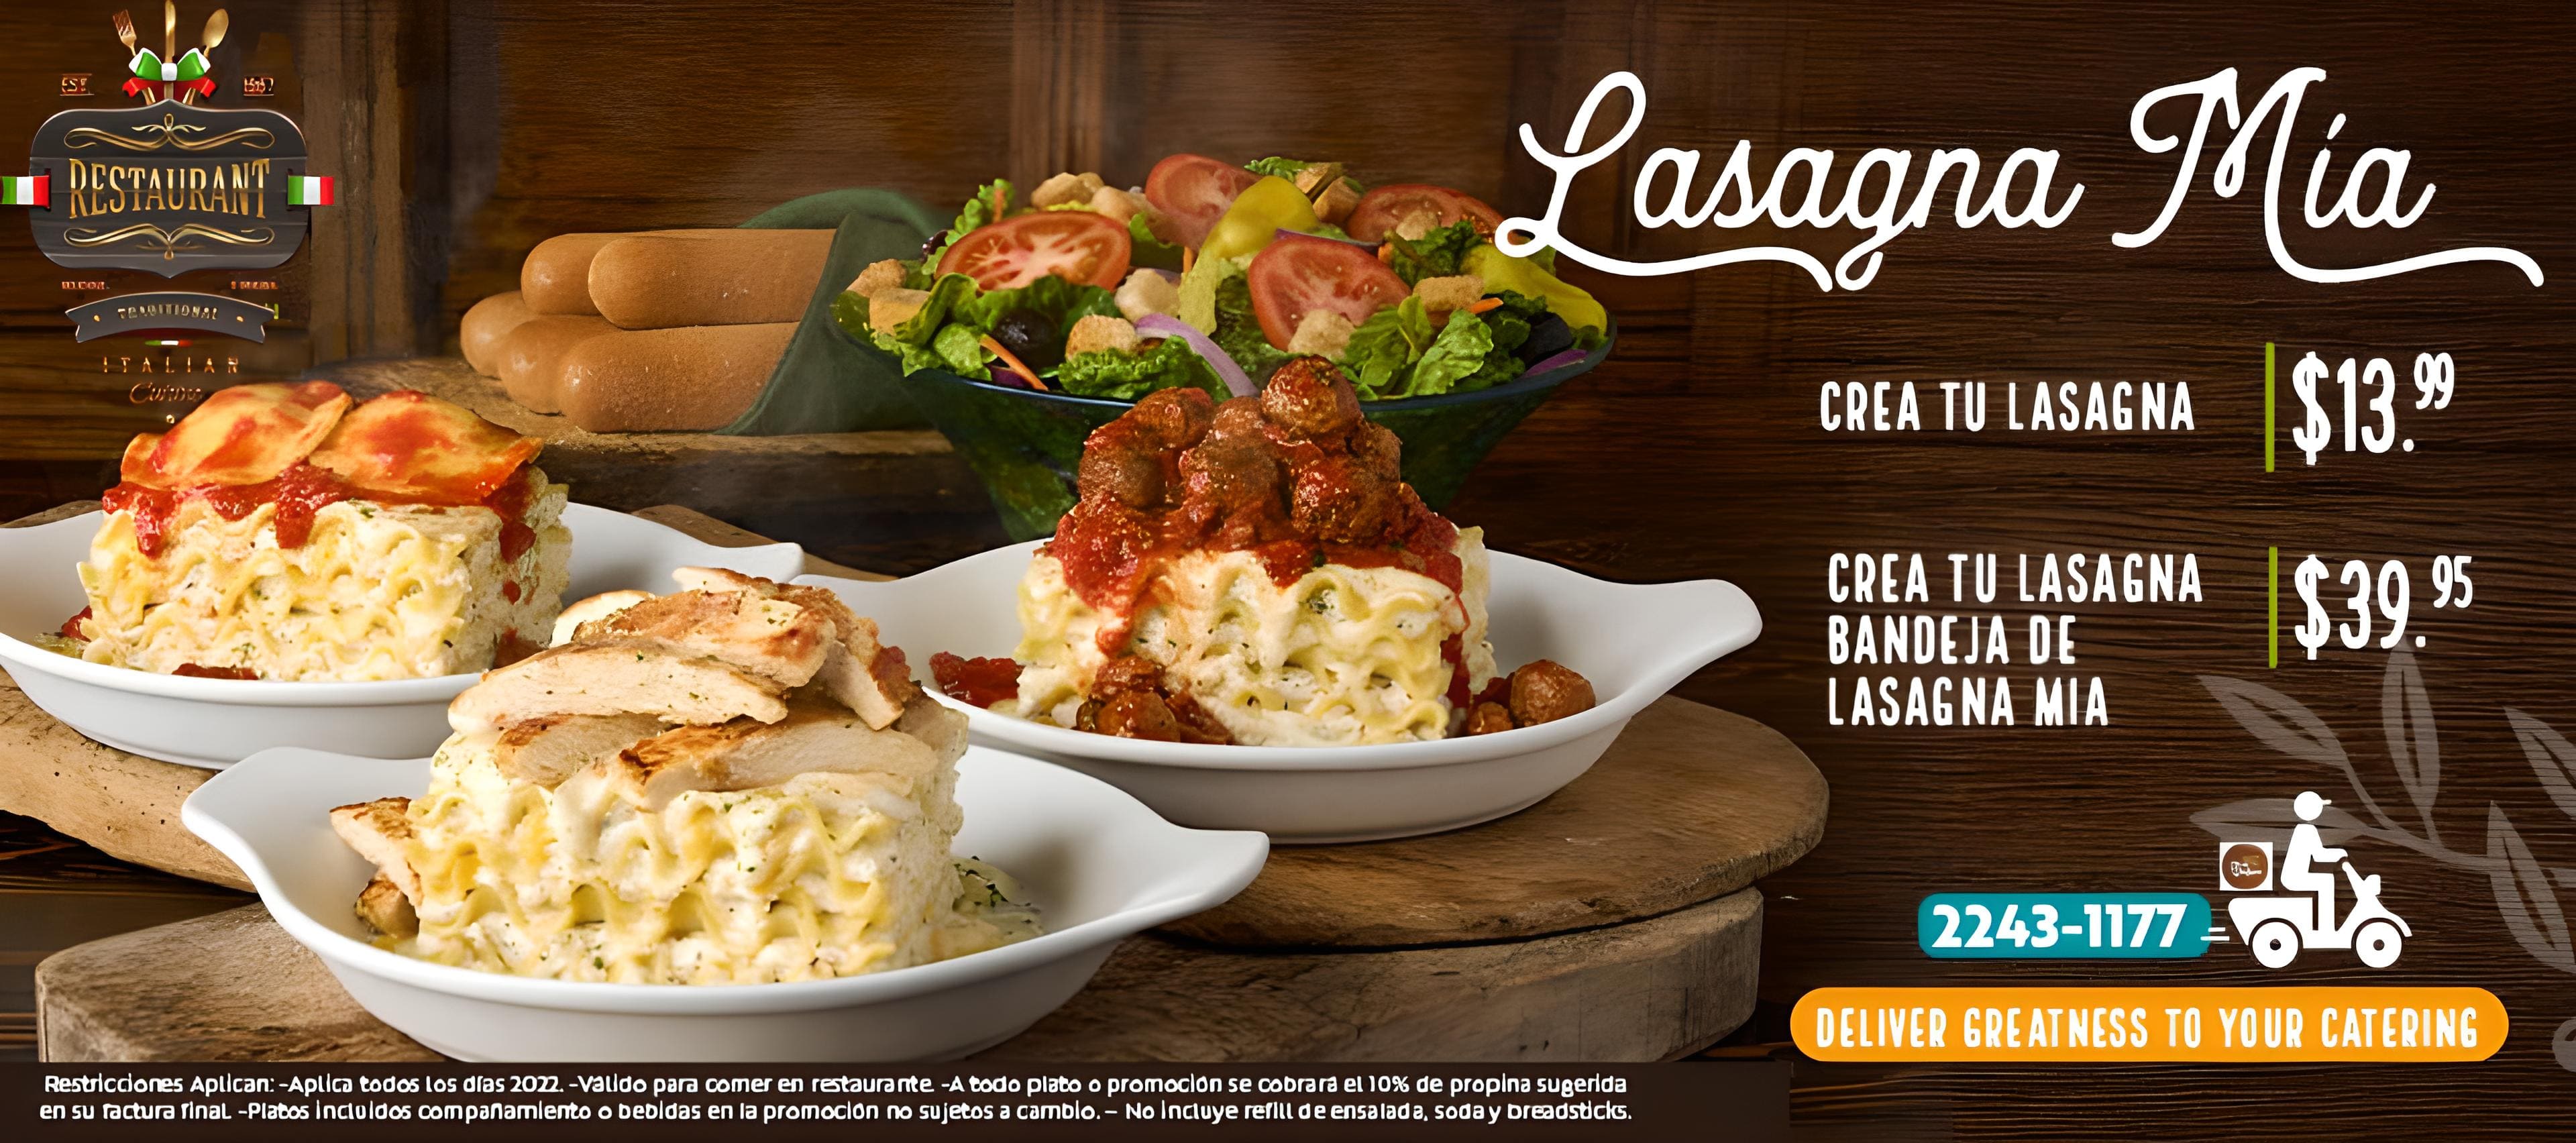 EST.
RESTAURANT
TRADITIONAL
ITALIAN
Lasagna Mía
CREA TU LASAGNA $13.99
CREA TU LASAGNA
BANDEJA DE
LASAGNA MIA
$39.95
2243-1177
DELIVER GREATNESS TO YOUR CATERING
Restricciones Aplican: -Aplica todos los días 2022. -Válido para comer en restaurante. -A todo plato o promoción se cobrará el 10% de propina sugerida
en su factura final. -Platos incluidos compañamiento o bebidas en la promoción no sujetos a cambio. - No incluye refill de ensalada, soda y breadsticks.